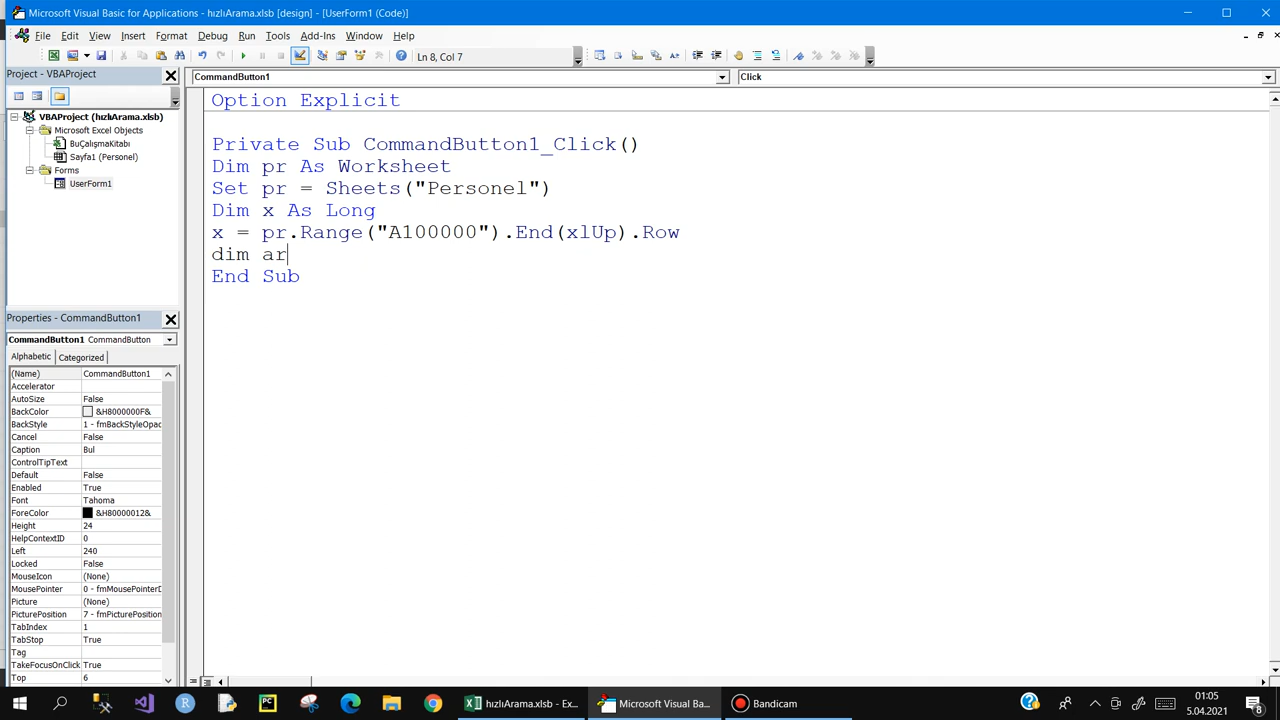 Microsoft Visual Basic for Applications - hızlıArama.xlsb [design] - [UserForm1 (Code)]
File Edit View Insert Format Debug Run Tools Add-Ins Window Help
Ln 8, Col 7
Project - VBAProject
CommandButton1
Click
VBAProject (hızlıArama.xlsb)
Microsoft Excel Objects
BuÇalışmaKitabı
Sayfa1 (Personel)
Forms
UserForm1
Option Explicit
Private Sub CommandButton1_Click()
Dim pr As Worksheet
Set pr = Sheets("Personel")
Dim x As Long
x = pr.Range("A100000").End(xlUp).Row
dim ar
End Sub
Properties - CommandButton1
CommandButton1 CommandButton
Alphabetic Categorized
(Name) CommandButton1
Accelerator
AutoSize False
BackColor &H8000000F&
BackStyle 1 - fmBackStyleOpac
Cancel False
Caption Bul
ControlTipText
Default False
Enabled True
Font Tahoma
ForeColor &H80000012&
Height 24
HelpContextID 0
Left 240
Locked False
MouseIcon (None)
MousePointer 0 - fmMousePointerD
Picture (None)
PicturePosition 7 - fmPicturePosition
TabIndex 1
TabStop True
Tag
TakeFocusOnClick True
Top 6
hızlıArama.xlsb - Ex...
Microsoft Visual Ba...
Bandicam
01:05
5.04.2021
8